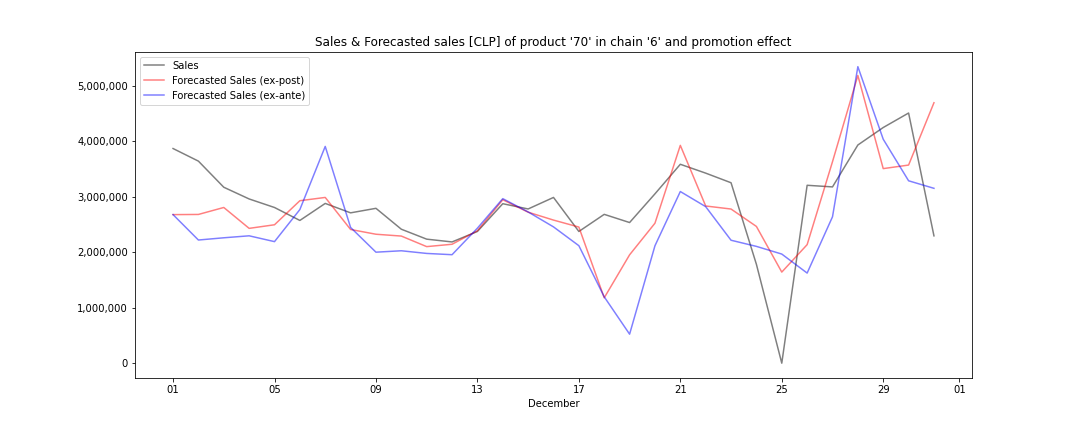 Sales & Forecasted sales [CLP] of product '70' in chain '6' and promotion effect
Sales
Forecasted Sales (ex-post)
Forecasted Sales (ex-ante)
5,000,000
4,000,000
3,000,000
2,000,000
1,000,000
0
01 05 09 13 17 21 25 29 01
December